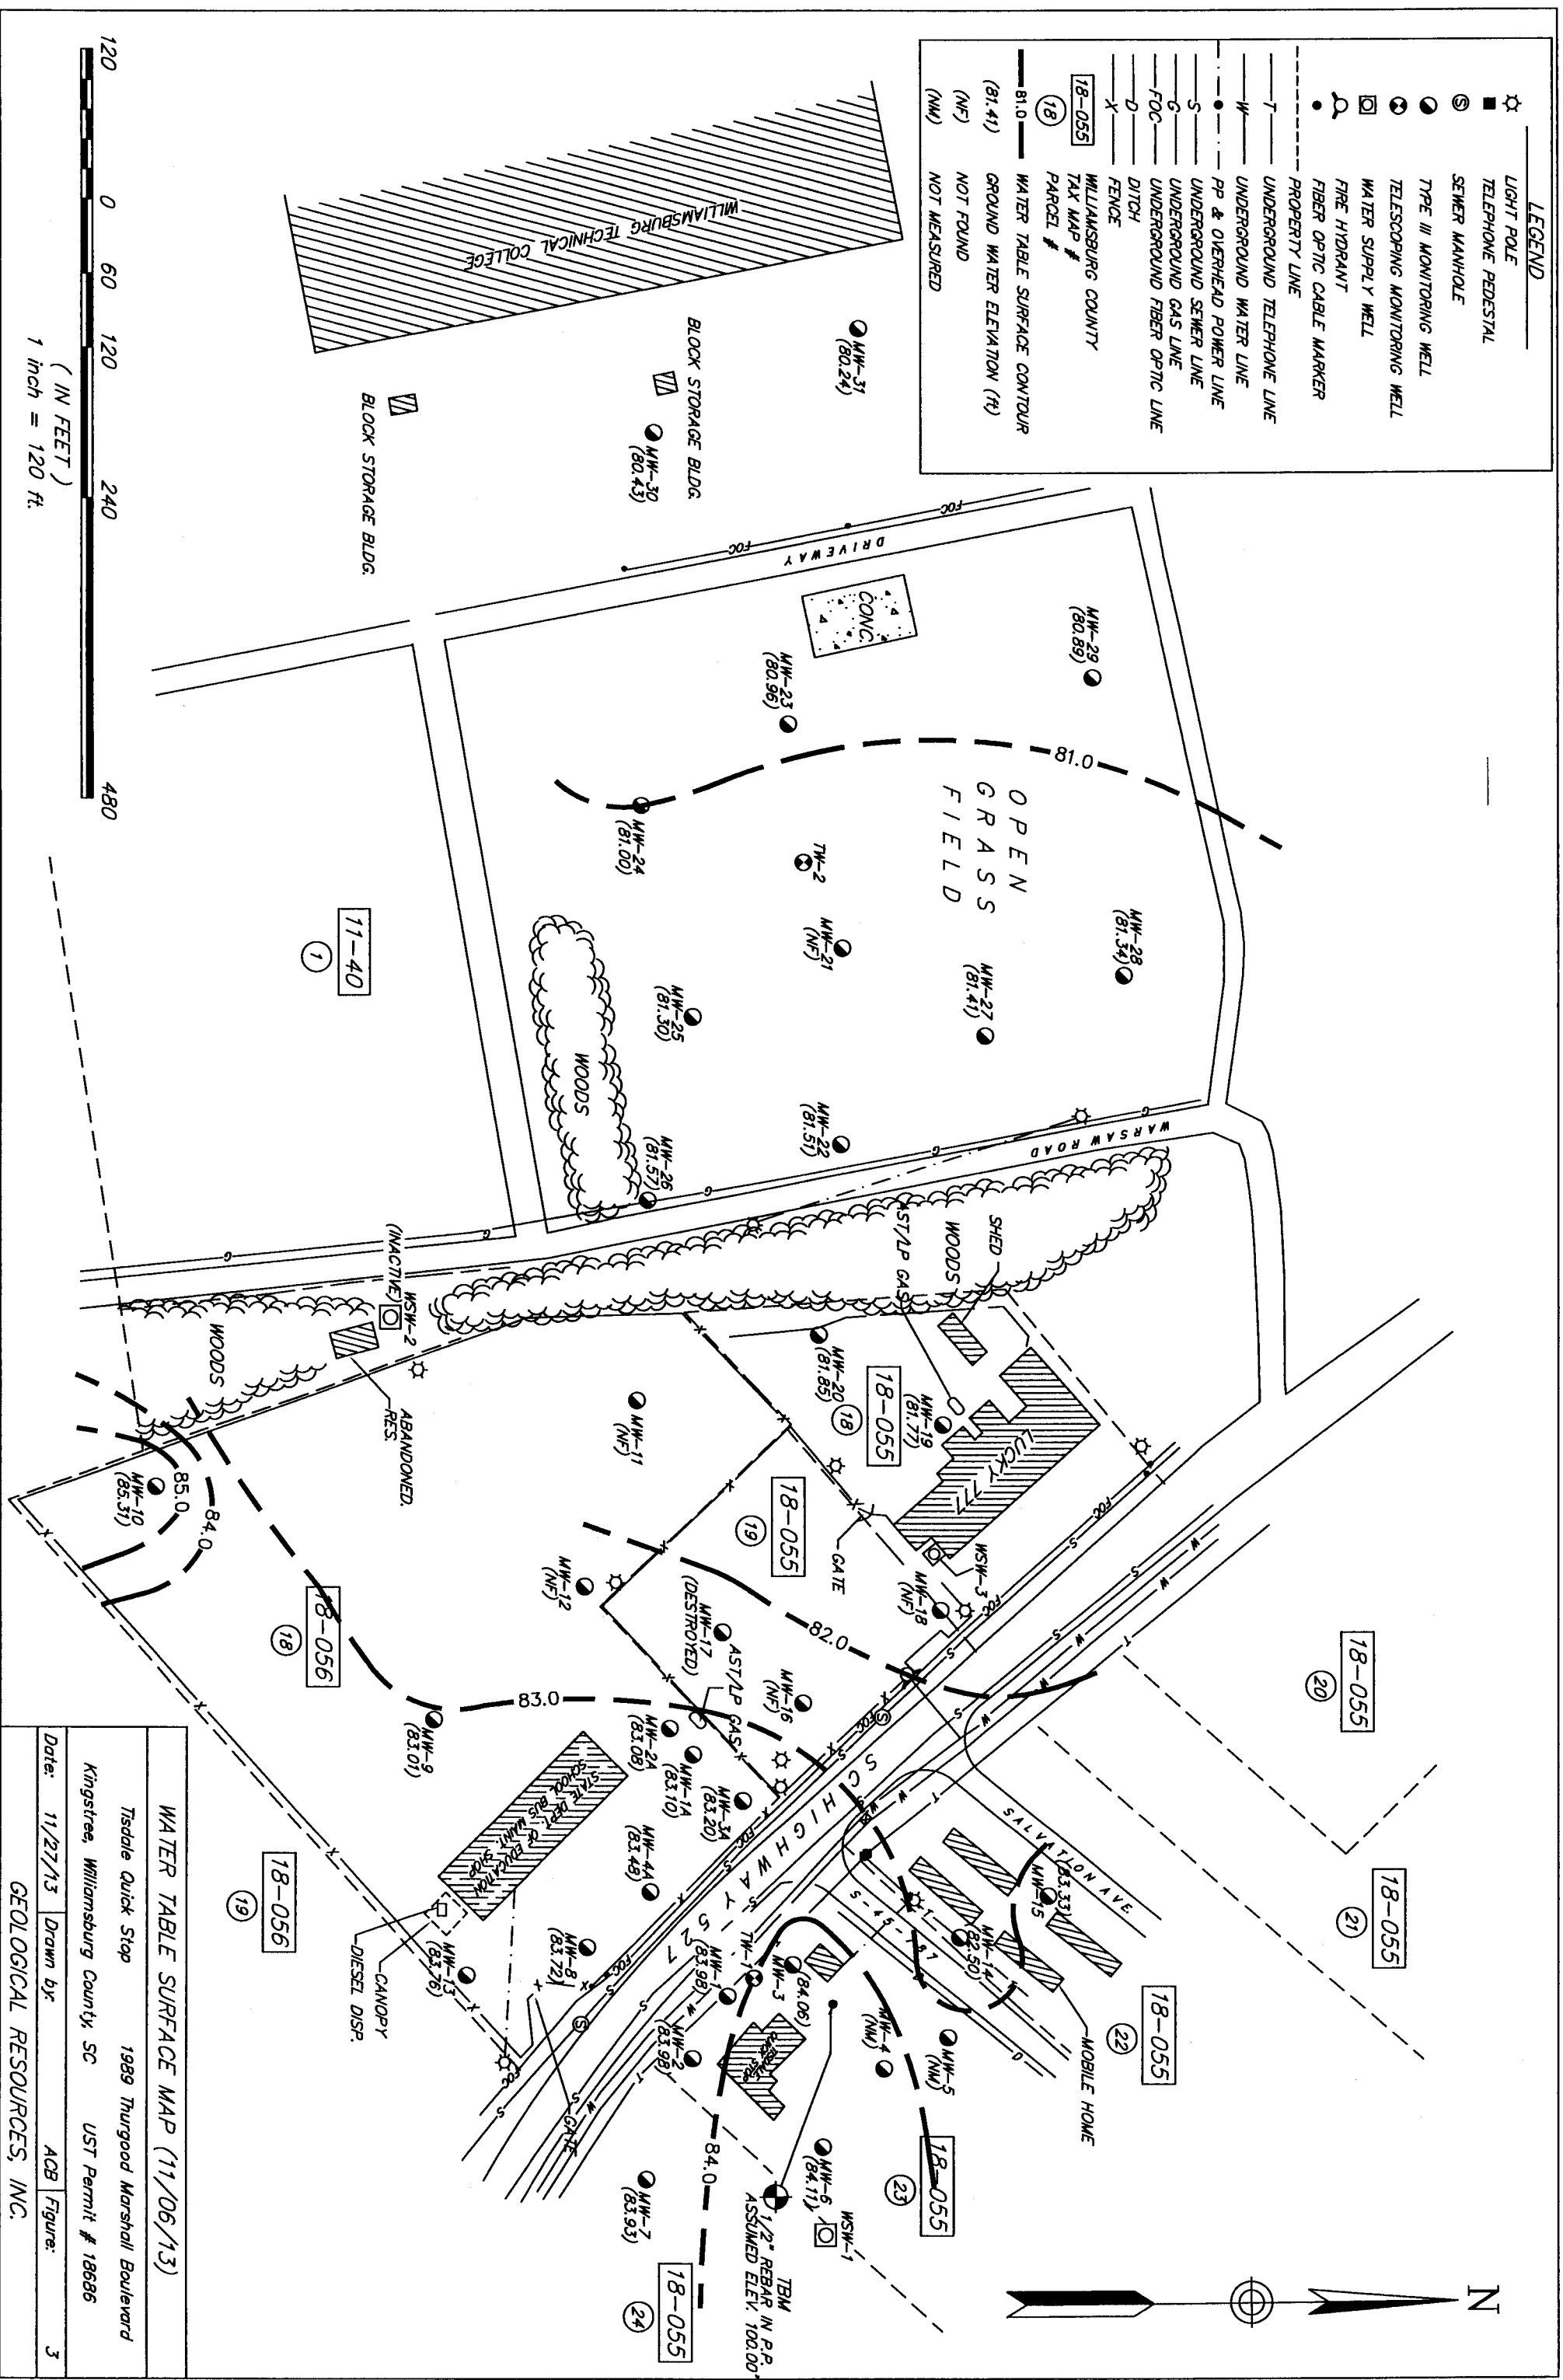 LEGEND
LIGHT POLE
TELEPHONE PEDESTAL
S
SEWER MANHOLE
TYPE III MONITORING WELL
TELESCOPING MONITORING WELL
WATER SUPPLY WELL
FIRE HYDRANT
FIBER OPTIC CABLE MARKER
PROPERTY LINE
T UNDERGROUND TELEPHONE LINE
W UNDERGROUND WATER LINE
PP & OVERHEAD POWER LINE
S UNDERGROUND SEWER LINE
G UNDERGROUND GAS LINE
FOC UNDERGROUND FIBER OPTIC LINE
D DITCH
X FENCE
18-055 WILLIAMSBURG COUNTY
TAX MAP #
18 PARCEL #
81.0 WATER TABLE SURFACE CONTOUR
(81.41) GROUND WATER ELEVATION (ft)
(NF) NOT FOUND
(NM) NOT MEASURED
WILLIAMSBURG TECHNICAL COLLEGE
MW-31
(80.24)
BLOCK STORAGE BLDG.
MW-30
(80.43)
BLOCK STORAGE BLDG.
FOC
FOC
DRIVEWAY
CONC.
MW-29
(80.89)
MW-23
(80.96)
81.0
OPEN
GRASS
FIELD
MW-24
(81.00)
TW-2
MW-21
(NF)
MW-28
(81.34)
MW-27
(81.41)
MW-25
(81.30)
WOODS
MW-22
(81.51)
MW-26
(81.57)
11-40
1
WARSAW ROAD
G
G
G
G
G
AST/LP GAS
WOODS
SHED
WSW-2
(INACTIVE)
WOODS
ABANDONED.
RES.
MW-20
(81.85)
18-055
18
MW-19
(81.77)
LUCKY 777
MW-11
(NF)
18-055
19
GATE
WSW-3
MW-18
(NF)
MW-12
(NF)
MW-17
(DESTROYED)
82.0
MW-16
(NF)
AST/LP GAS
MW-10
(85.31)
85.0
84.0
18-056
18
83.0
MW-9
(83.01)
MW-2A
(83.08)
MW-1A
(83.10)
MW-3A
(83.20)
MW-4A
(83.48)
STATE DEPT. OF EDUCATION
SCHOOL BUS MAINT. SHOP
MW-8
(83.72)
MW-13
(83.76)
CANOPY
DIESEL DISP.
18-056
19
SC HIGHWAY 527
SALVATION AVE
S-45-787
MW-15
(83.33)
MW-14
(82.50)
MOBILE HOME
TW-1
MW-1
(83.98)
MW-3
(84.06)
MW-2
(83.98)
MW-4
(NM)
MW-5
(NM)
TISDALE
QUICK STOP
GATE
MW-7
(83.93)
84.0
MW-6
(84.11)
WSW-1
TBM
1/2" REBAR IN P.P.
ASSUMED ELEV. 100.00'
18-055
20
18-055
21
18-055
22
18-055
23
18-055
24
N
120 0 60 120 240 480
( IN FEET )
1 inch = 120 ft.
WATER TABLE SURFACE MAP (11/06/13)
Tisdale Quick Stop 1989 Thurgood Marshall Boulevard
Kingstree, Williamsburg County, SC UST Permit # 18686
Date: 11/27/13 Drawn by: ACB Figure: 3
GEOLOGICAL RESOURCES, INC.